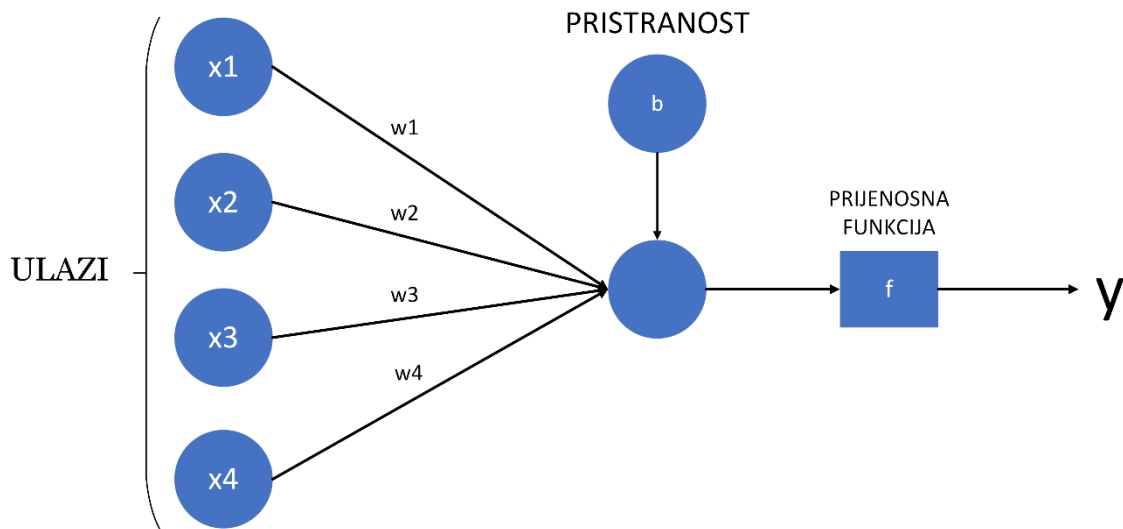 PRISTRANOST
x1
b
w1
x2
w2
PRIJENOSNA
FUNKCIJA
ULAZI
f
y
w3
x3
w4
x4